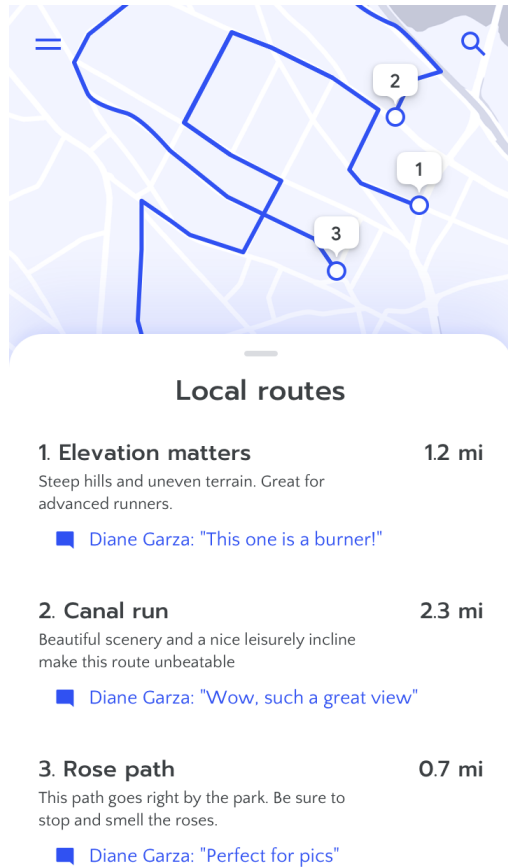 2
1
3
Local routes
1. Elevation matters 1.2 mi
Steep hills and uneven terrain. Great for
advanced runners.
Diane Garza: "This one is a burner!"
2. Canal run 2.3 mi
Beautiful scenery and a nice leisurely incline
make this route unbeatable
Diane Garza: "Wow, such a great view"
3. Rose path 0.7 mi
This path goes right by the park. Be sure to
stop and smell the roses.
Diane Garza: "Perfect for pics"